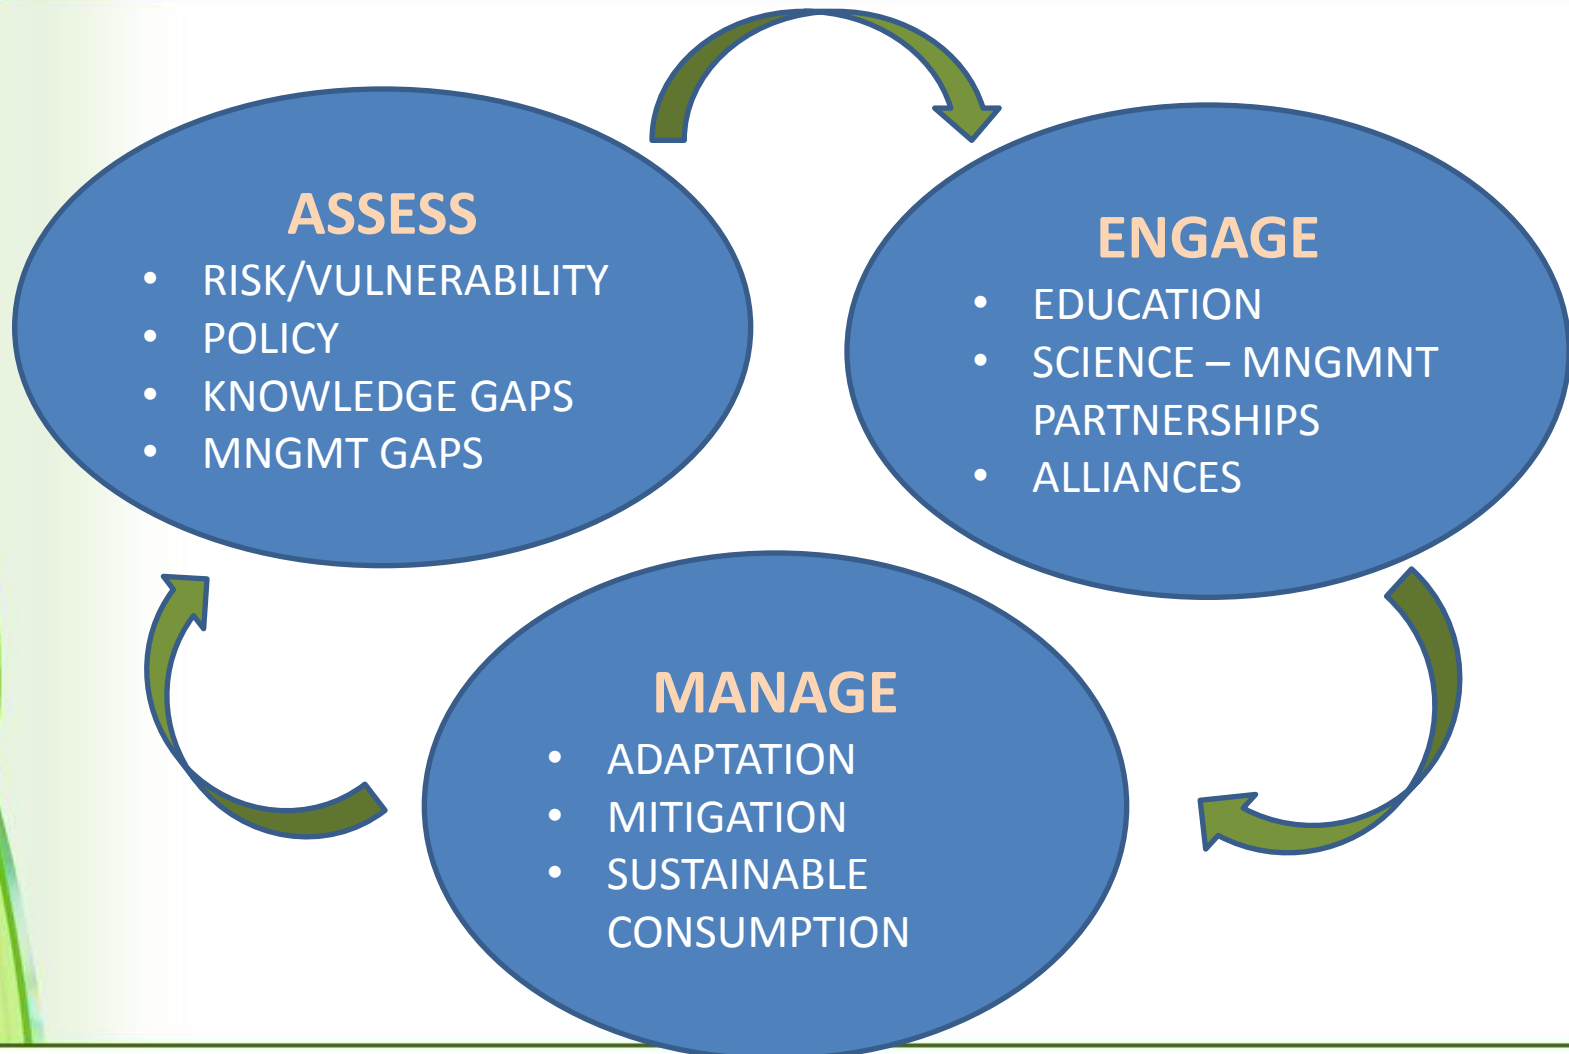 ASSESS
• RISK/VULNERABILITY
• POLICY
• KNOWLEDGE GAPS
• MNGMT GAPS
ENGAGE
• EDUCATION
• SCIENCE – MNGMNT
PARTNERSHIPS
• ALLIANCES
MANAGE
• ADAPTATION
• MITIGATION
• SUSTAINABLE
CONSUMPTION